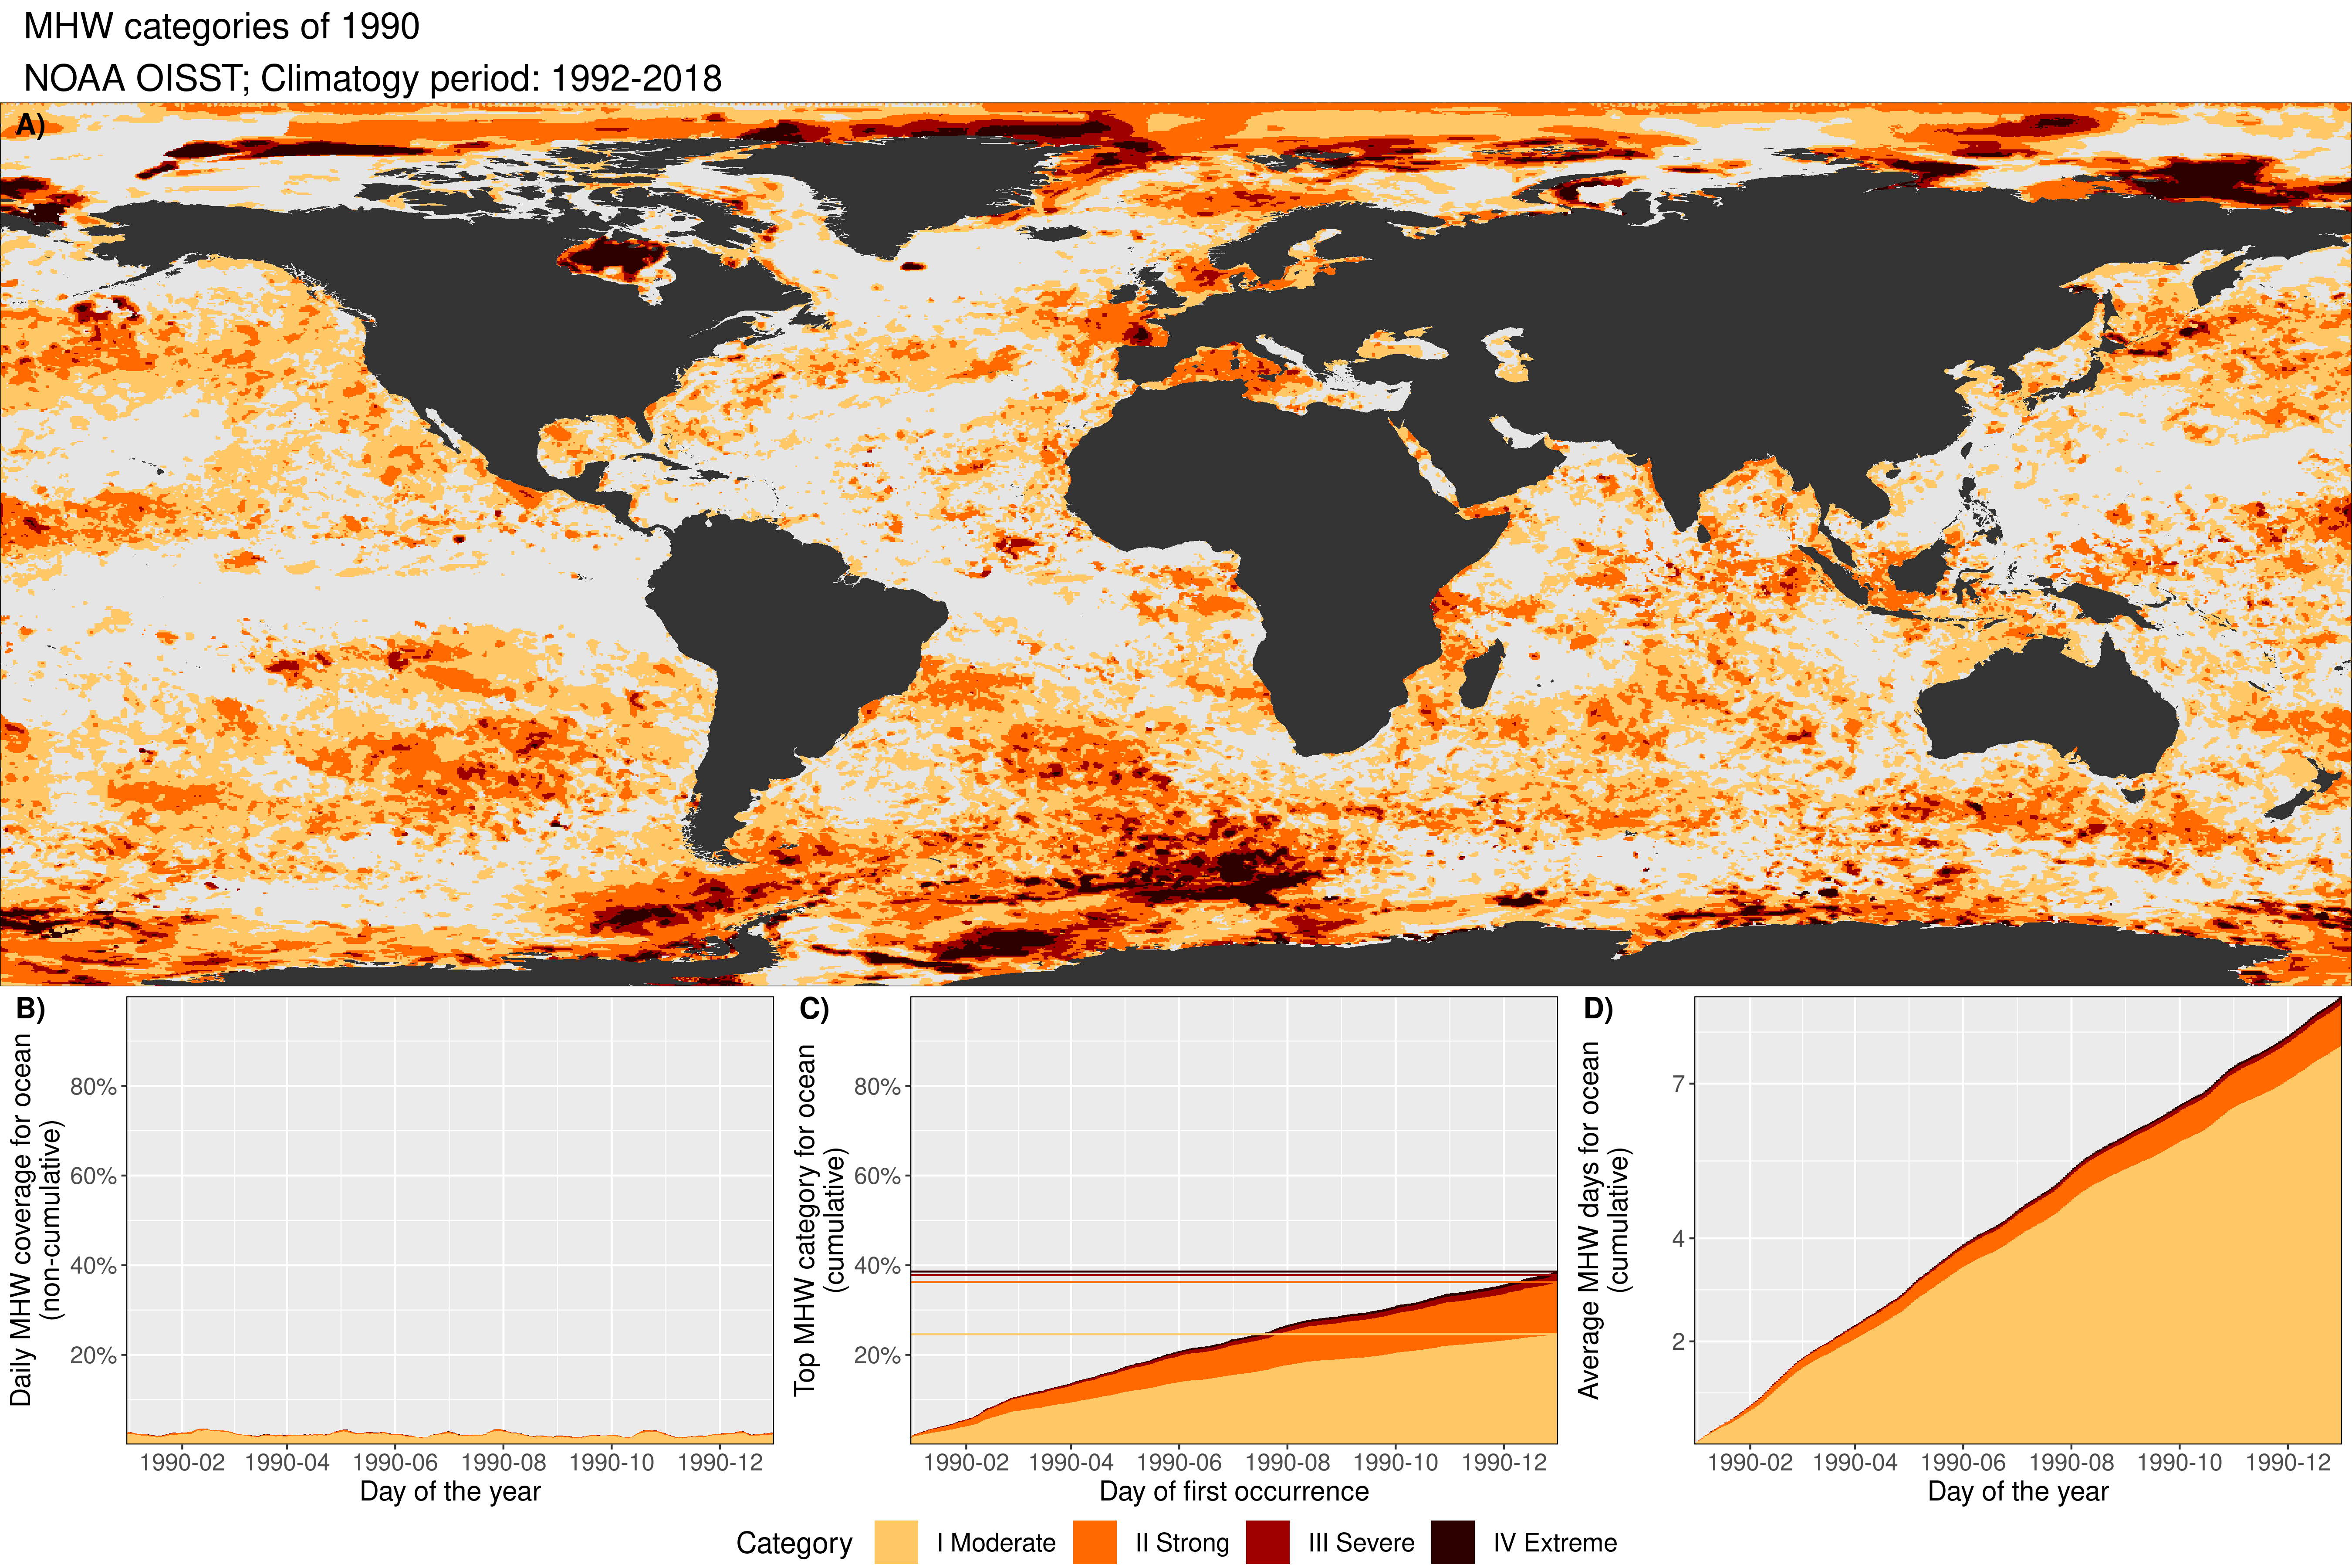 MHW categories of 1990
NOAA OISST; Climatogy period: 1992-2018
A)
B)
Daily MHW coverage for ocean
(non-cumulative)
80%
60%
40%
20%
1990-02 1990-04 1990-06 1990-08 1990-10 1990-12
Day of the year
C)
Top MHW category for ocean
(cumulative)
80%
60%
40%
20%
1990-02 1990-04 1990-06 1990-08 1990-10 1990-12
Day of first occurrence
D)
Average MHW days for ocean
(cumulative)
7
4
2
1990-02 1990-04 1990-06 1990-08 1990-10 1990-12
Day of the year
Category I Moderate II Strong III Severe IV Extreme